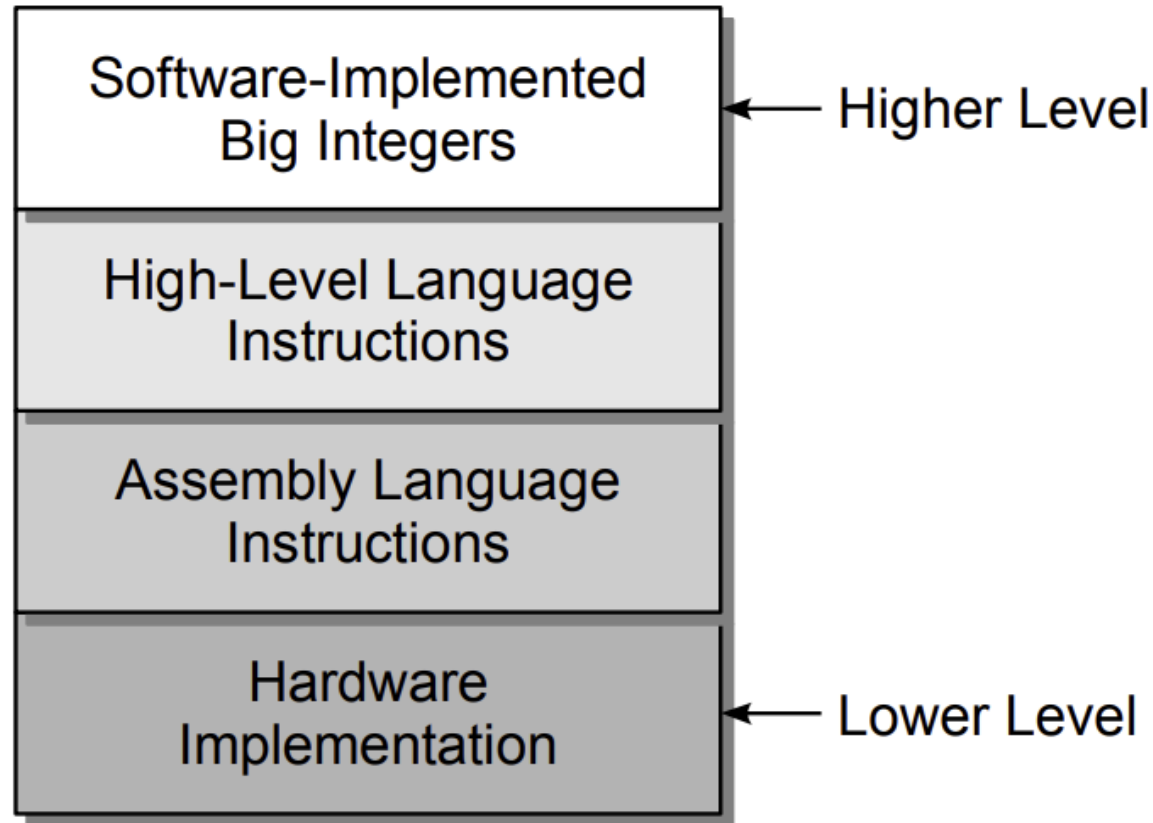 Software-Implemented
Big Integers
Higher Level
High-Level Language
Instructions
Assembly Language
Instructions
Hardware
Implementation
Lower Level